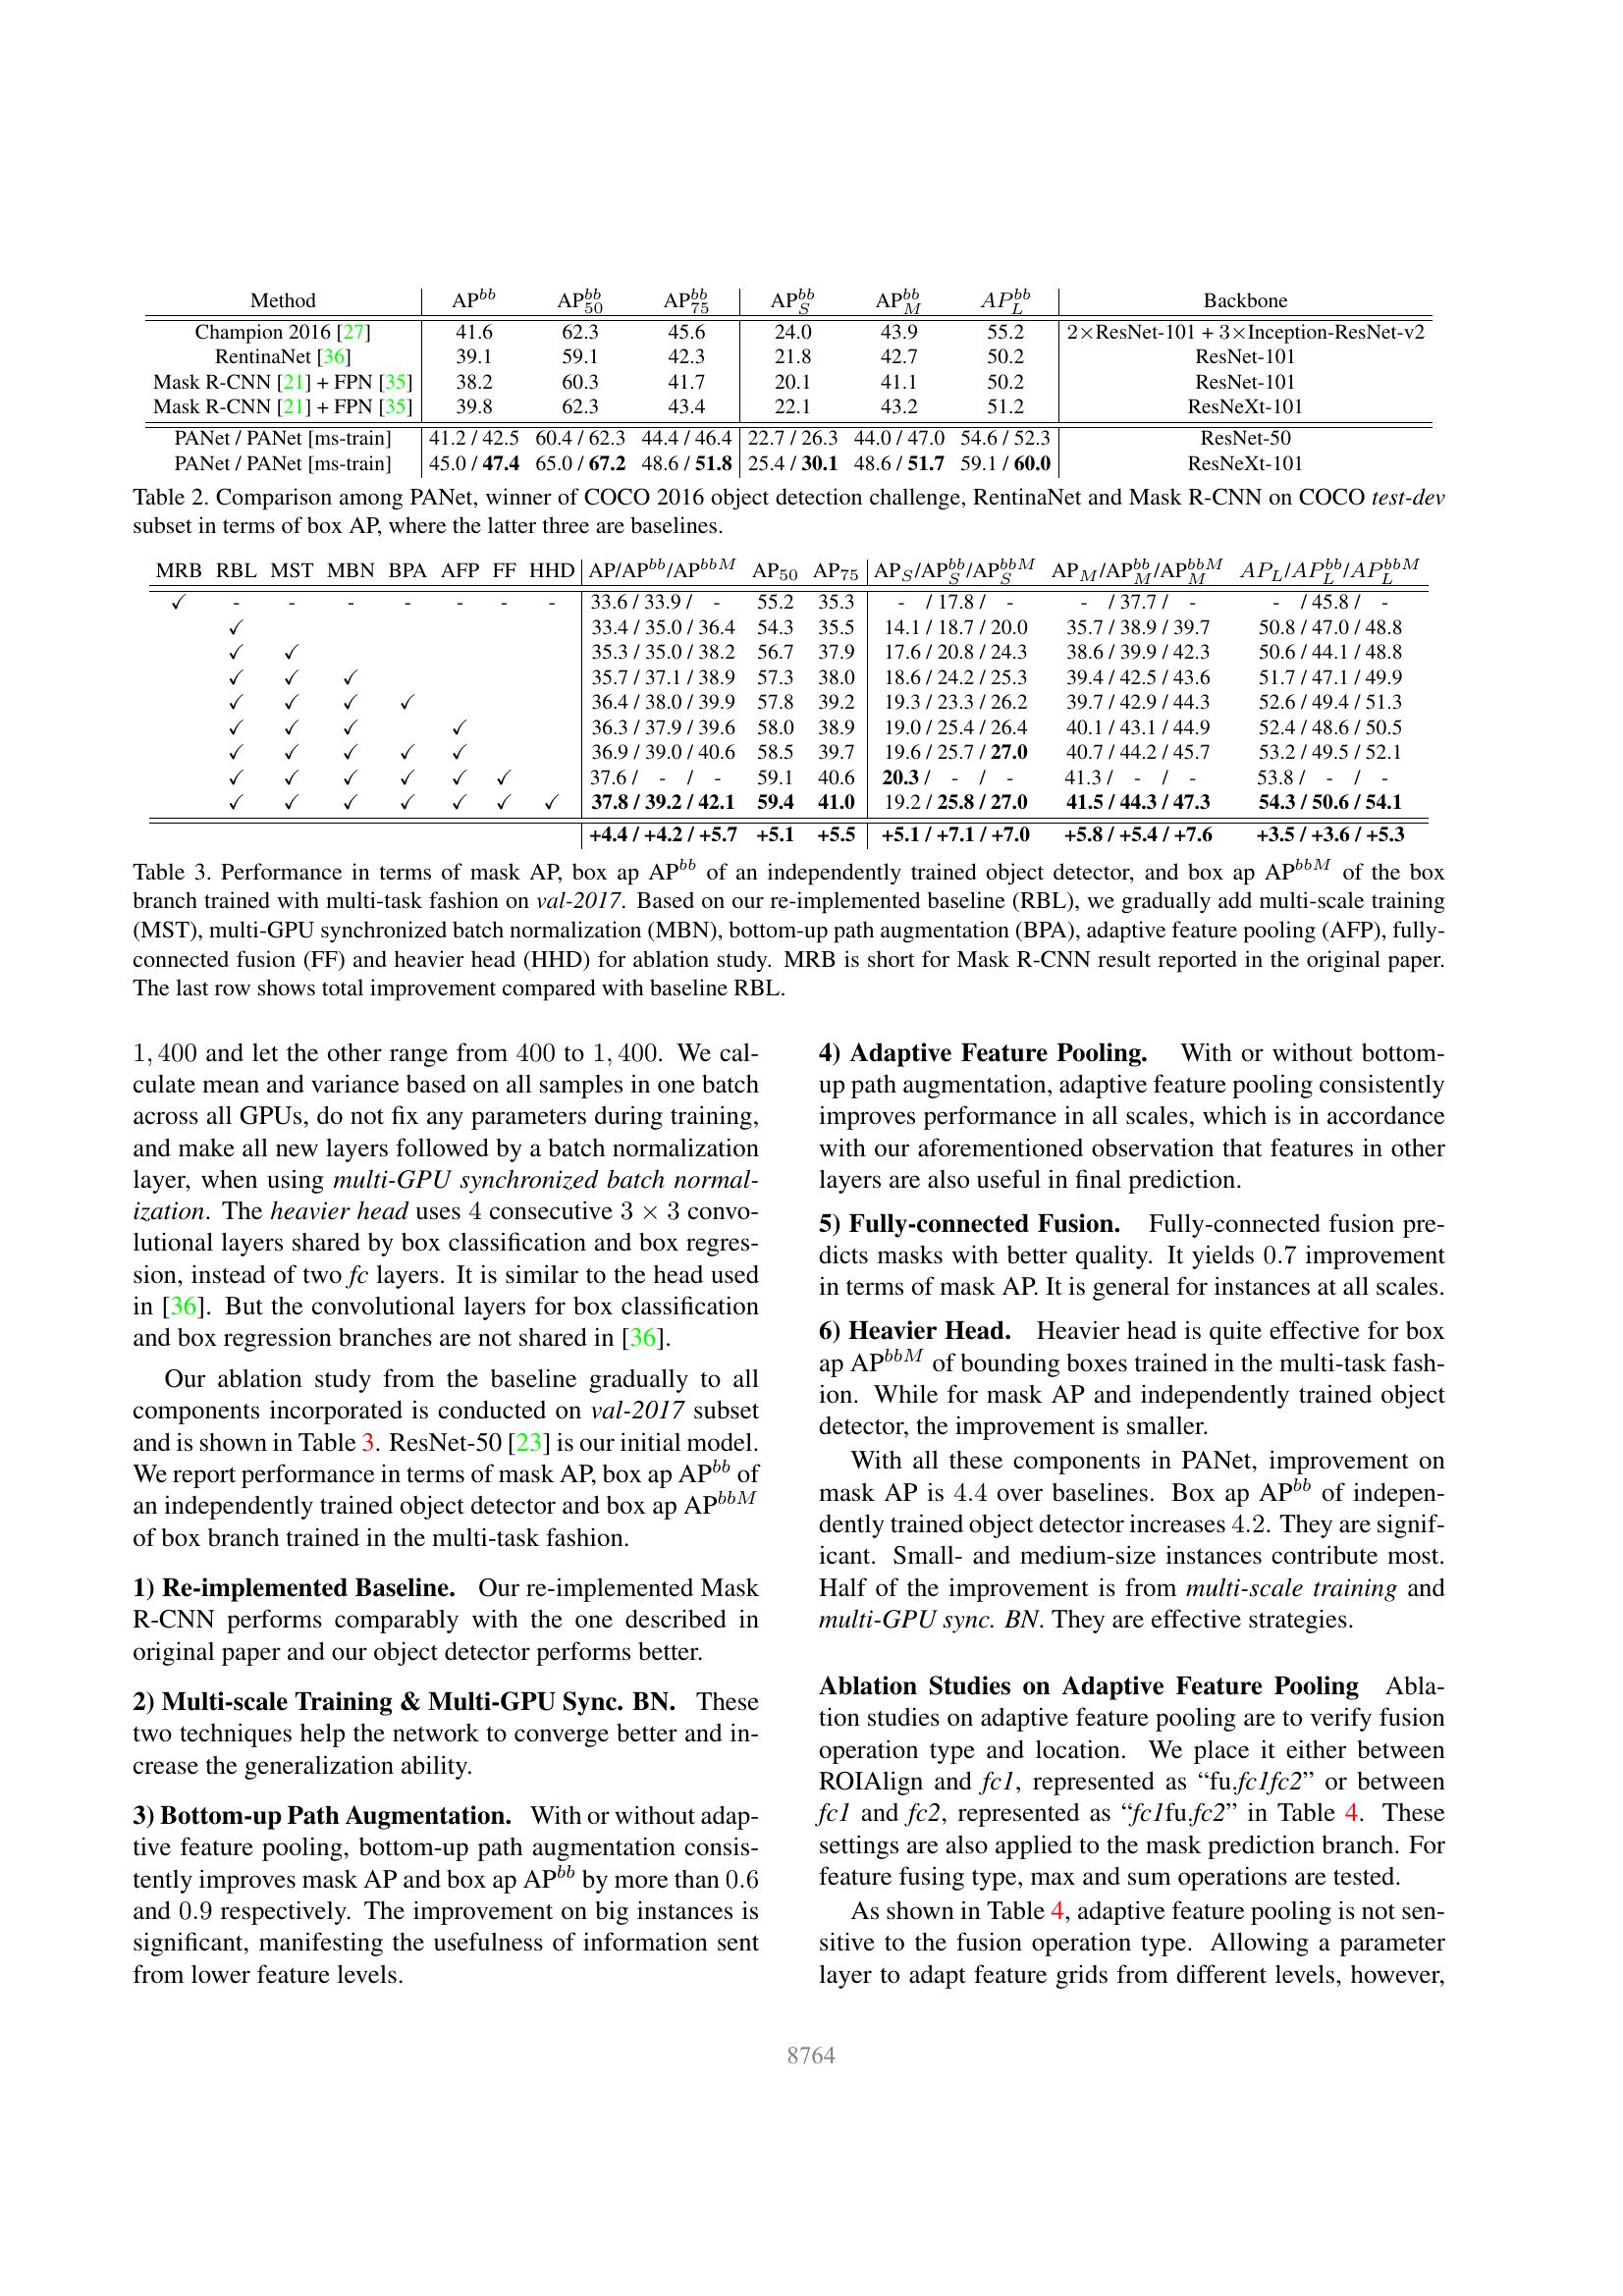 Method AP^bb AP^bb_50 AP^bb_75 AP^bb_S AP^bb_M AP^bb_L Backbone
Champion 2016 [27] 41.6 62.3 45.6 24.0 43.9 55.2 2×ResNet-101 + 3×Inception-ResNet-v2
RentinaNet [36] 39.1 59.1 42.3 21.8 42.7 50.2 ResNet-101
Mask R-CNN [21] + FPN [35] 38.2 60.3 41.7 20.1 41.1 50.2 ResNet-101
Mask R-CNN [21] + FPN [35] 39.8 62.3 43.4 22.1 43.2 51.2 ResNeXt-101
PANet / PANet [ms-train] 41.2 / 42.5 60.4 / 62.3 44.4 / 46.4 22.7 / 26.3 44.0 / 47.0 54.6 / 52.3 ResNet-50
PANet / PANet [ms-train] 45.0 / 47.4 65.0 / 67.2 48.6 / 51.8 25.4 / 30.1 48.6 / 51.7 59.1 / 60.0 ResNeXt-101
Table 2. Comparison among PANet, winner of COCO 2016 object detection challenge, RentinaNet and Mask R-CNN on COCO test-dev
subset in terms of box AP, where the latter three are baselines.
MRB RBL MST MBN BPA AFP FF HHD AP/AP^bb/AP^bbM AP_50 AP_75 AP_S/AP^bb_S/AP^bbM_S AP_M/AP^bb_M/AP^bbM_M AP_L/AP^bb_L/AP^bbM_L
✓ - - - - - - - 33.6 / 33.9 / - 55.2 35.3 - / 17.8 / - - / 37.7 / - - / 45.8 / -
✓ 33.4 / 35.0 / 36.4 54.3 35.5 14.1 / 18.7 / 20.0 35.7 / 38.9 / 39.7 50.8 / 47.0 / 48.8
✓ ✓ 35.3 / 35.0 / 38.2 56.7 37.9 17.6 / 20.8 / 24.3 38.6 / 39.9 / 42.3 50.6 / 44.1 / 48.8
✓ ✓ ✓ 35.7 / 37.1 / 38.9 57.3 38.0 18.6 / 24.2 / 25.3 39.4 / 42.5 / 43.6 51.7 / 47.1 / 49.9
✓ ✓ ✓ ✓ 36.4 / 38.0 / 39.9 57.8 39.2 19.3 / 23.3 / 26.2 39.7 / 42.9 / 44.3 52.6 / 49.4 / 51.3
✓ ✓ ✓ ✓ 36.3 / 37.9 / 39.6 58.0 38.9 19.0 / 25.4 / 26.4 40.1 / 43.1 / 44.9 52.4 / 48.6 / 50.5
✓ ✓ ✓ ✓ ✓ 36.9 / 39.0 / 40.6 58.5 39.7 19.6 / 25.7 / 27.0 40.7 / 44.2 / 45.7 53.2 / 49.5 / 52.1
✓ ✓ ✓ ✓ ✓ ✓ 37.6 / - / - 59.1 40.6 20.3 / - / - 41.3 / - / - 53.8 / - / -
✓ ✓ ✓ ✓ ✓ ✓ ✓ 37.8 / 39.2 / 42.1 59.4 41.0 19.2 / 25.8 / 27.0 41.5 / 44.3 / 47.3 54.3 / 50.6 / 54.1
+4.4 / +4.2 / +5.7 +5.1 +5.5 +5.1 / +7.1 / +7.0 +5.8 / +5.4 / +7.6 +3.5 / +3.6 / +5.3
Table 3. Performance in terms of mask AP, box ap AP^bb of an independently trained object detector, and box ap AP^bbM of the box
branch trained with multi-task fashion on val-2017. Based on our re-implemented baseline (RBL), we gradually add multi-scale training
(MST), multi-GPU synchronized batch normalization (MBN), bottom-up path augmentation (BPA), adaptive feature pooling (AFP), fully-
connected fusion (FF) and heavier head (HHD) for ablation study. MRB is short for Mask R-CNN result reported in the original paper.
The last row shows total improvement compared with baseline RBL.
1, 400 and let the other range from 400 to 1, 400. We cal-
culate mean and variance based on all samples in one batch
across all GPUs, do not fix any parameters during training,
and make all new layers followed by a batch normalization
layer, when using multi-GPU synchronized batch normal-
ization. The heavier head uses 4 consecutive 3 × 3 convo-
lutional layers shared by box classification and box regres-
sion, instead of two fc layers. It is similar to the head used
in [36]. But the convolutional layers for box classification
and box regression branches are not shared in [36].
Our ablation study from the baseline gradually to all
components incorporated is conducted on val-2017 subset
and is shown in Table 3. ResNet-50 [23] is our initial model.
We report performance in terms of mask AP, box ap AP^bb of
an independently trained object detector and box ap AP^bbM
of box branch trained in the multi-task fashion.
1) Re-implemented Baseline. Our re-implemented Mask
R-CNN performs comparably with the one described in
original paper and our object detector performs better.
2) Multi-scale Training & Multi-GPU Sync. BN. These
two techniques help the network to converge better and in-
crease the generalization ability.
3) Bottom-up Path Augmentation. With or without adap-
tive feature pooling, bottom-up path augmentation consis-
tently improves mask AP and box ap AP^bb by more than 0.6
and 0.9 respectively. The improvement on big instances is
significant, manifesting the usefulness of information sent
from lower feature levels.
4) Adaptive Feature Pooling. With or without bottom-
up path augmentation, adaptive feature pooling consistently
improves performance in all scales, which is in accordance
with our aforementioned observation that features in other
layers are also useful in final prediction.
5) Fully-connected Fusion. Fully-connected fusion pre-
dicts masks with better quality. It yields 0.7 improvement
in terms of mask AP. It is general for instances at all scales.
6) Heavier Head. Heavier head is quite effective for box
ap AP^bbM of bounding boxes trained in the multi-task fash-
ion. While for mask AP and independently trained object
detector, the improvement is smaller.
With all these components in PANet, improvement on
mask AP is 4.4 over baselines. Box ap AP^bb of indepen-
dently trained object detector increases 4.2. They are signif-
icant. Small- and medium-size instances contribute most.
Half of the improvement is from multi-scale training and
multi-GPU sync. BN. They are effective strategies.
Ablation Studies on Adaptive Feature Pooling Abla-
tion studies on adaptive feature pooling are to verify fusion
operation type and location. We place it either between
ROIAlign and fc1, represented as “fu.fc1fc2” or between
fc1 and fc2, represented as “fc1fu.fc2” in Table 4. These
settings are also applied to the mask prediction branch. For
feature fusing type, max and sum operations are tested.
As shown in Table 4, adaptive feature pooling is not sen-
sitive to the fusion operation type. Allowing a parameter
layer to adapt feature grids from different levels, however,
8764